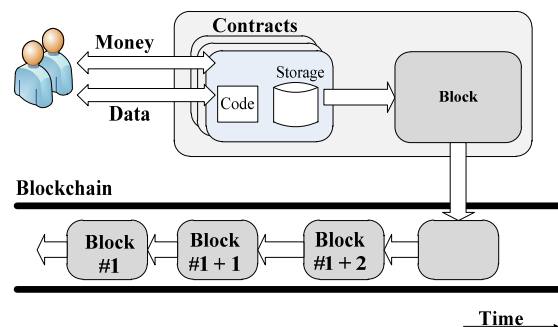 Contracts
Money
Data
Storage
Code
Block
Blockchain
Block
#1
Block
#1 + 1
Block
#1 + 2
Time